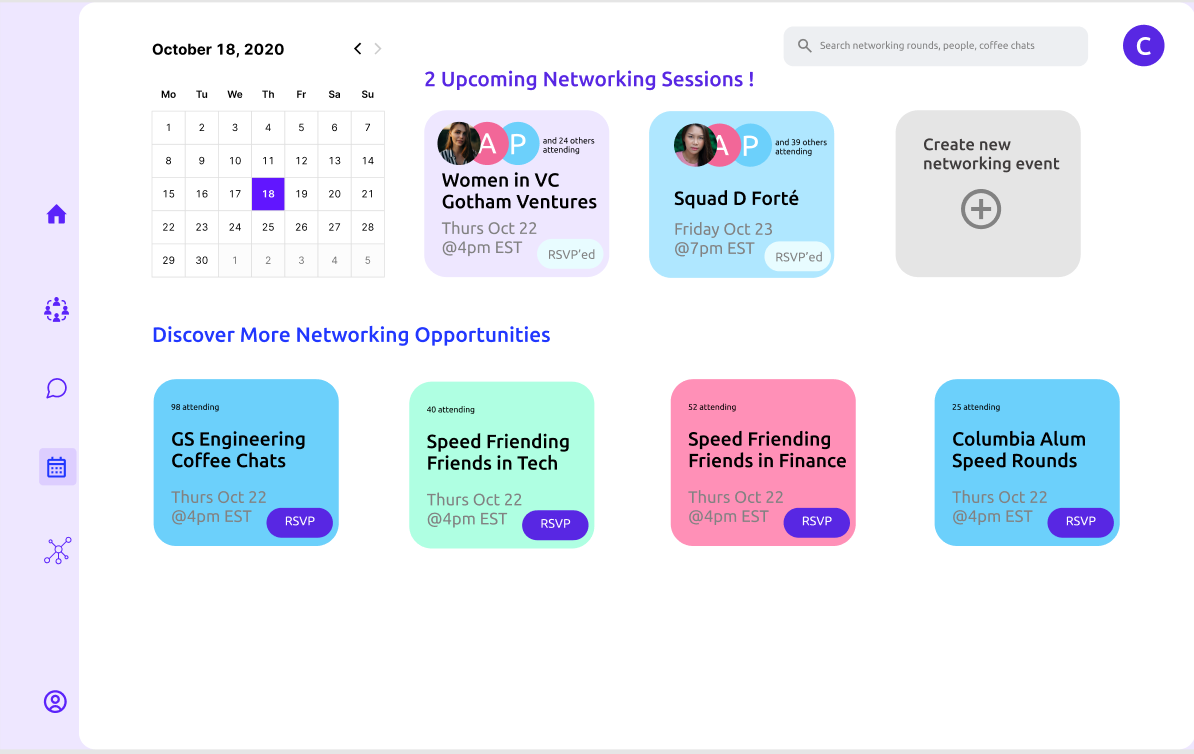 October 18, 2020
Search networking rounds, people, coffee chats
C
Mo Tu We Th Fr Sa Su
1 2 3 4 5 6 7
8 9 10 11 12 13 14
15 16 17 18 19 20 21
22 23 24 25 26 27 28
29 30 1 2 3 4 5
2 Upcoming Networking Sessions !
A P
and 24 others
attending
Women in VC
Gotham Ventures
Thurs Oct 22
@4pm EST
RSVP'ed
A P
and 39 others
attending
Squad D Forté
Friday Oct 23
@7pm EST
RSVP'ed
Create new
networking event
Discover More Networking Opportunities
98 attending
GS Engineering
Coffee Chats
Thurs Oct 22
@4pm EST
RSVP
40 attending
Speed Friending
Friends in Tech
Thurs Oct 22
@4pm EST
RSVP
52 attending
Speed Friending
Friends in Finance
Thurs Oct 22
@4pm EST
RSVP
25 attending
Columbia Alum
Speed Rounds
Thurs Oct 22
@4pm EST
RSVP